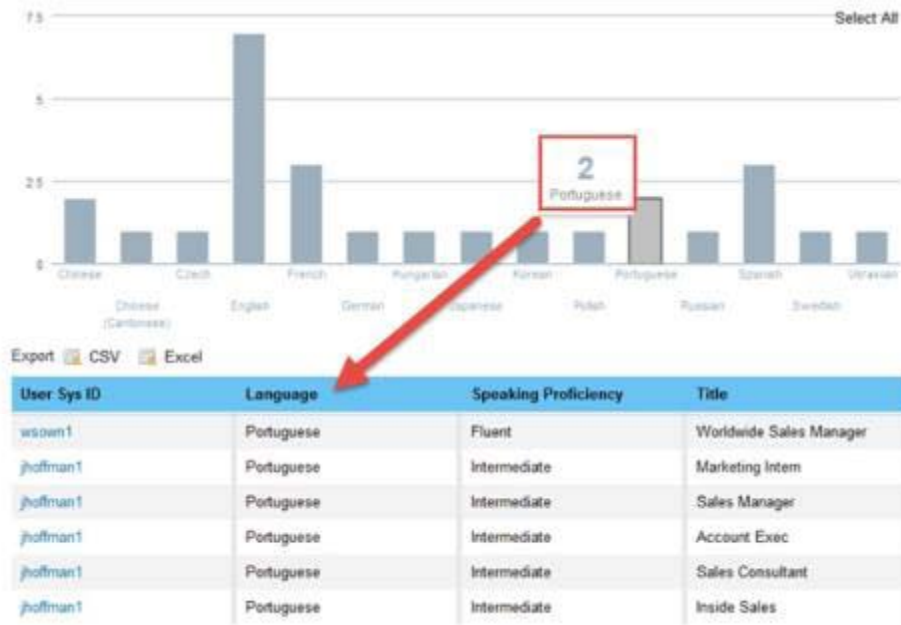 7.5
Select All
5
2.5
2
Portuguese
0
Chinese Czech French Hungarian Korean Portuguese Spanish Ukranian
Chinese English German Japanese Polish Russian Swedish
(Cantonese)
Export CSV Excel
User Sys ID Language Speaking Proficiency Title
wsown1 Portuguese Fluent Worldwide Sales Manager
jhoffman1 Portuguese Intermediate Marketing Intern
jhoffman1 Portuguese Intermediate Sales Manager
jhoffman1 Portuguese Intermediate Account Exec
jhoffman1 Portuguese Intermediate Sales Consultant
jhoffman1 Portuguese Intermediate Inside Sales